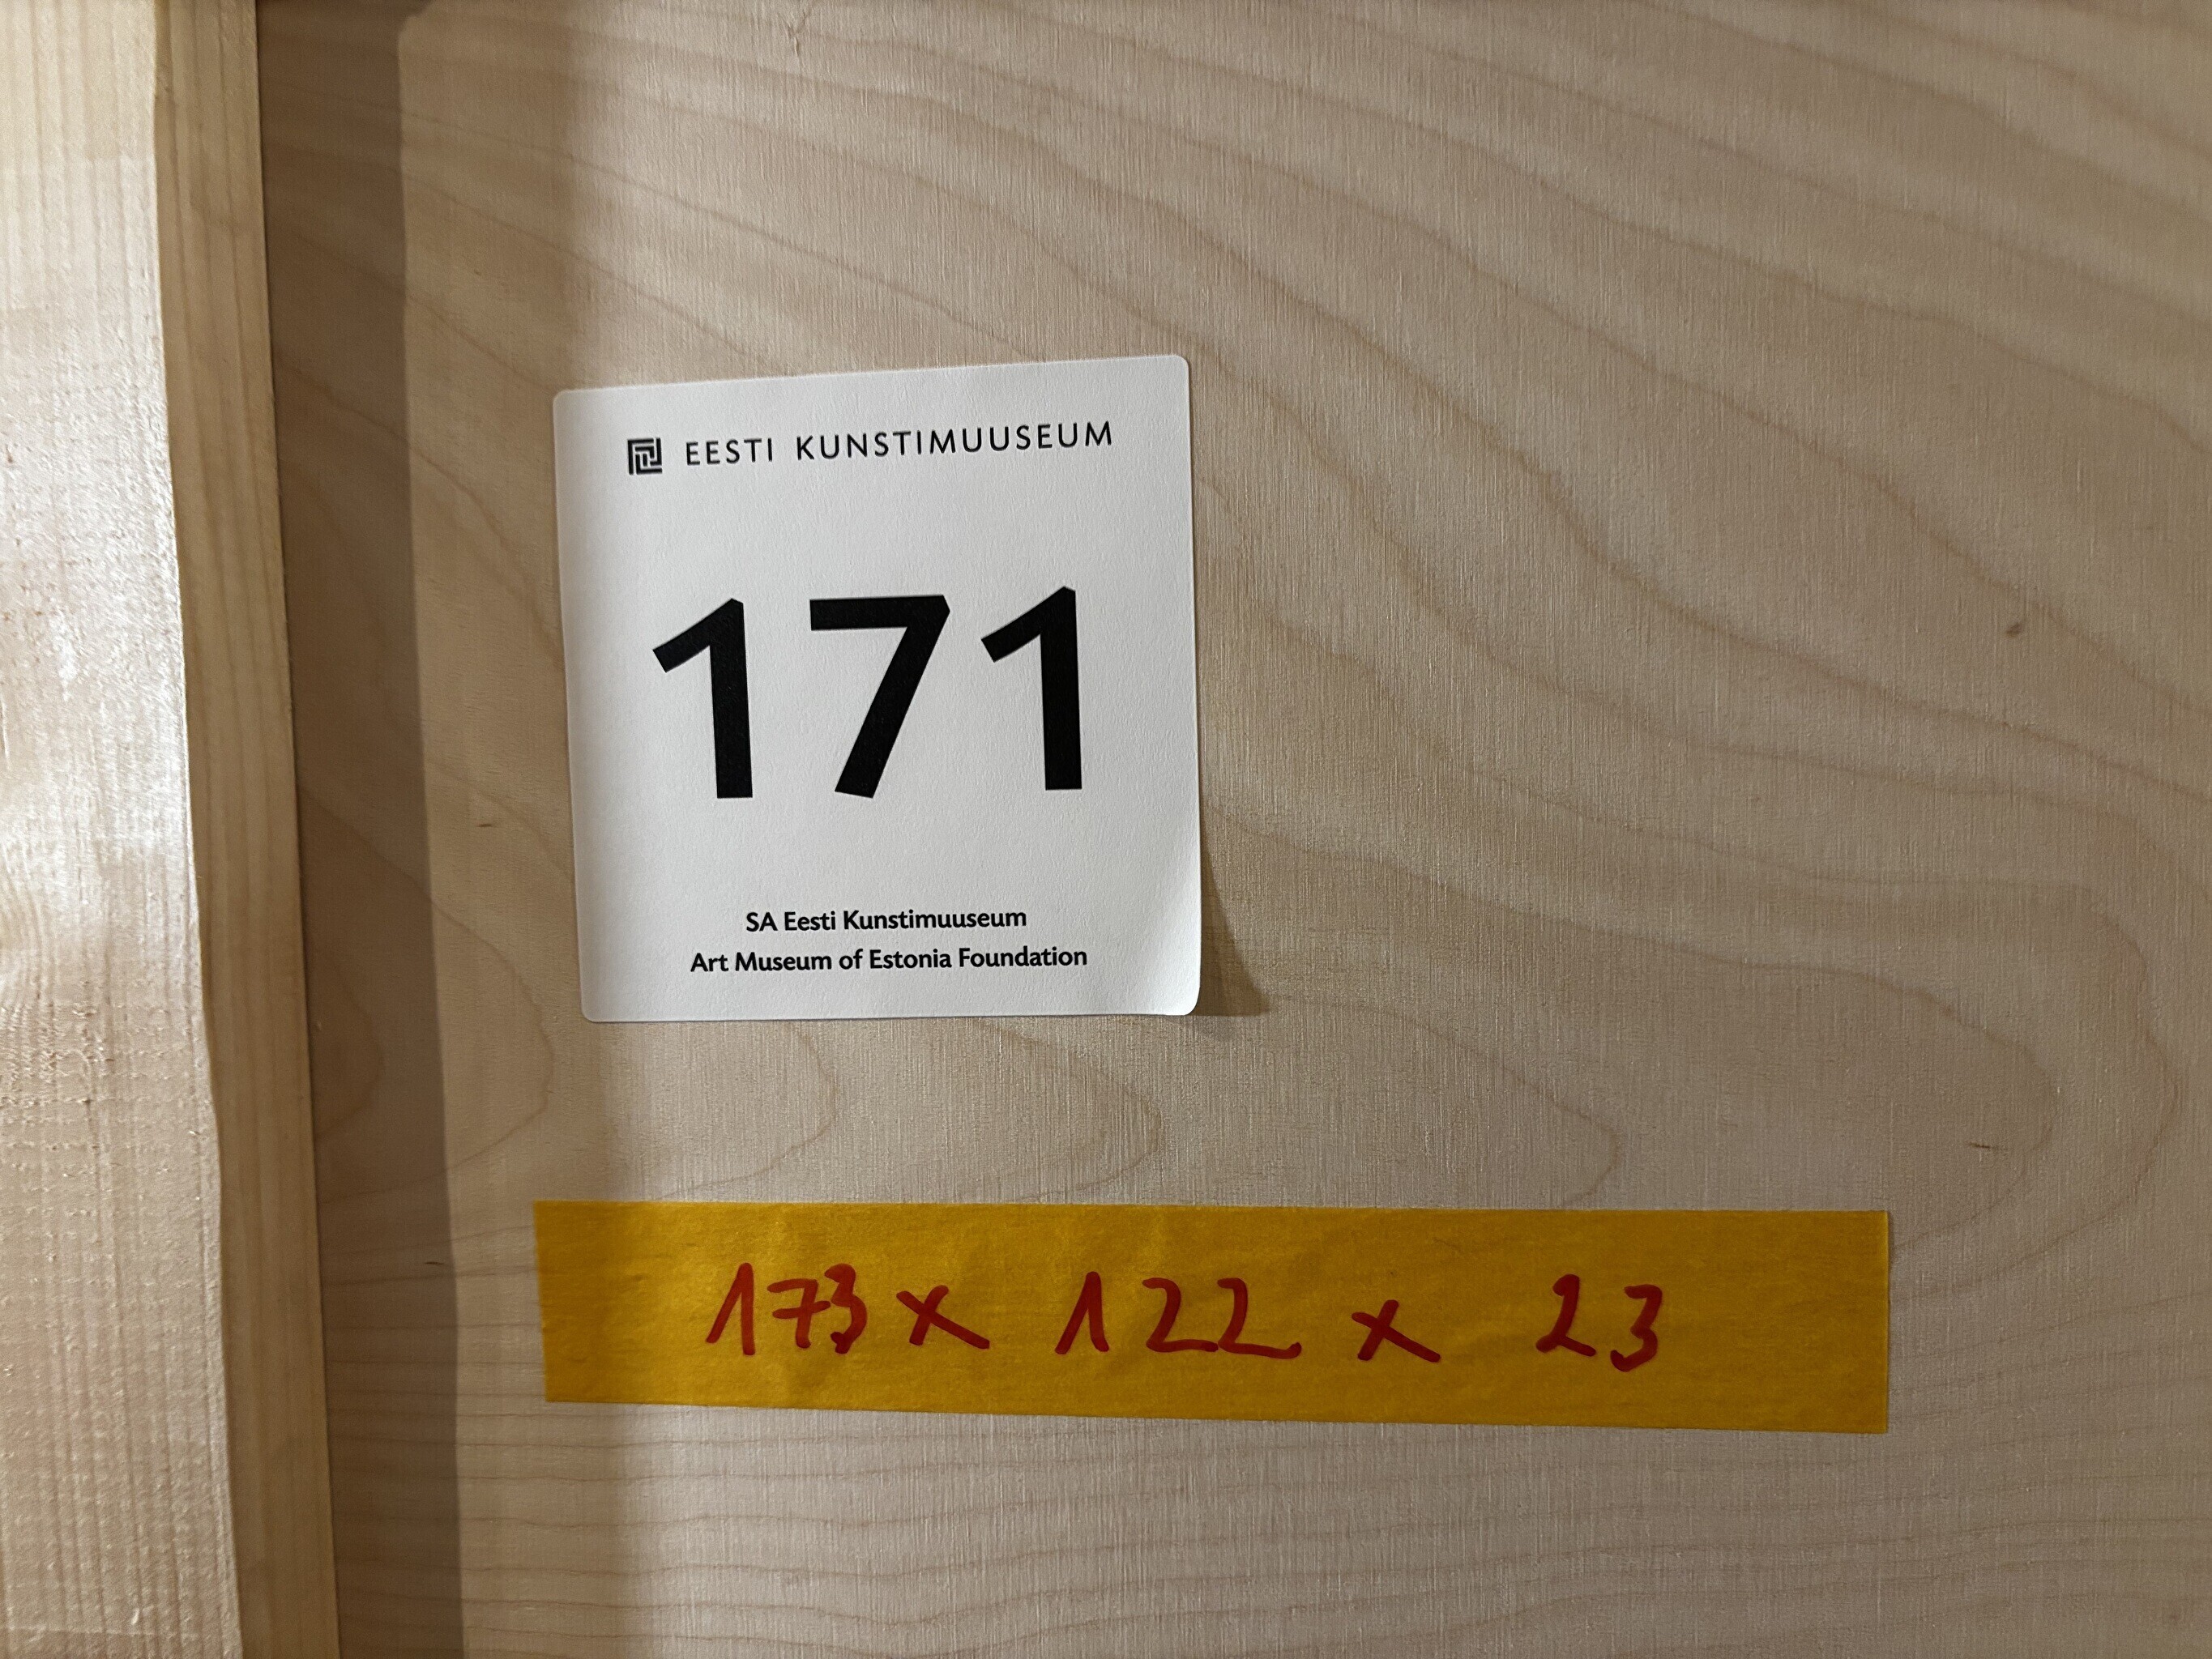 EESTI KUNSTIMUUSEUM
171
SA Eesti Kunstimuuseum
Art Museum of Estonia Foundation
173 x 122 x 23